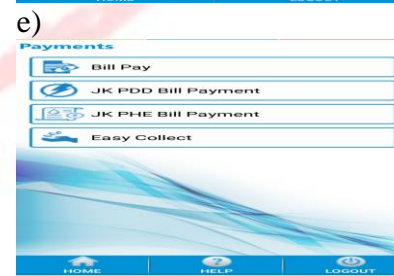 e)
Payments
Bill Pay
JK PDD Bill Payment
JK PHE Bill Payment
Easy Collect
HOME HELP LOGOUT